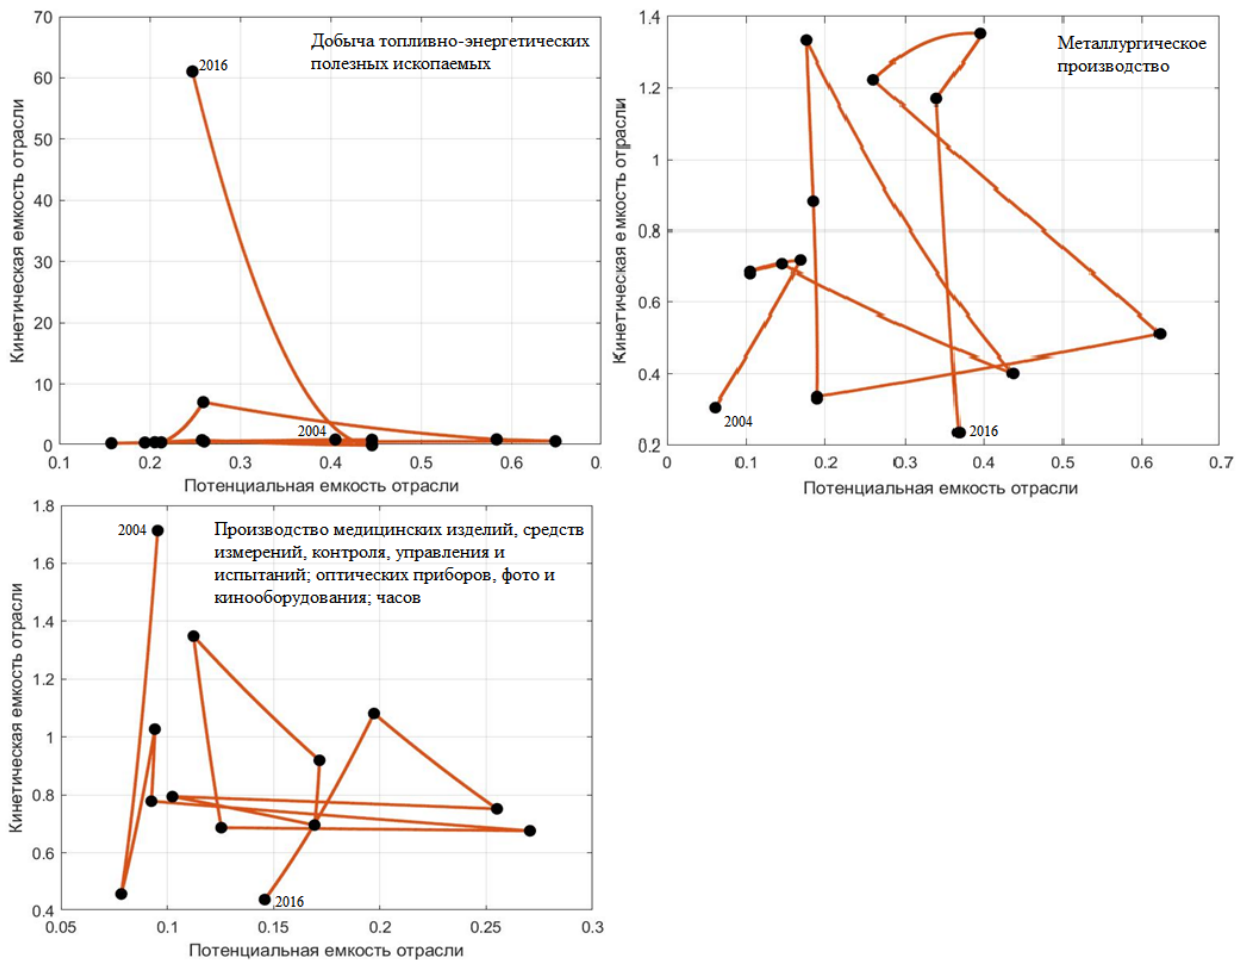 70
60
50
40
30
20
10
0
Кинетическая емкость отрасли
Добыча топливно-энергетических
полезных ископаемых
2016
2004
0.1 0.2 0.3 0.4 0.5 0.6 0.
Потенциальная емкость отрасли
1.4
1.2
1
0.8
0.6
0.4
0.2
Кинетическая емкость отрасли
Металлургическое
производство
2004
2016
0 0.1 0.2 0.3 0.4 0.5 0.6 0.7
Потенциальная емкость отрасли
1.8
1.6
1.4
1.2
1
0.8
0.6
0.4
Кинетическая емкость отрасли
2004
Производство медицинских изделий, средств
измерений, контроля, управления и
испытаний; оптических приборов, фото и
кинооборудования; часов
2016
0.05 0.1 0.15 0.2 0.25 0.3
Потенциальная емкость отрасли